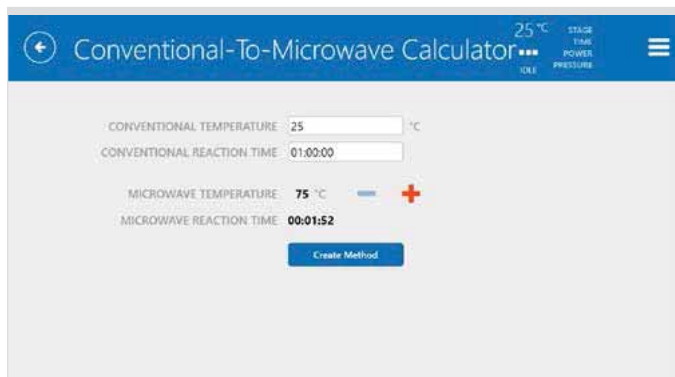 Conventional-To-Microwave Calculator
25 °C
IDLE
STAGE
TIME
POWER
PRESSURE
CONVENTIONAL TEMPERATURE 25 °C
CONVENTIONAL REACTION TIME 01:00:00
MICROWAVE TEMPERATURE 75 °C
MICROWAVE REACTION TIME 00:01:52
Create Method